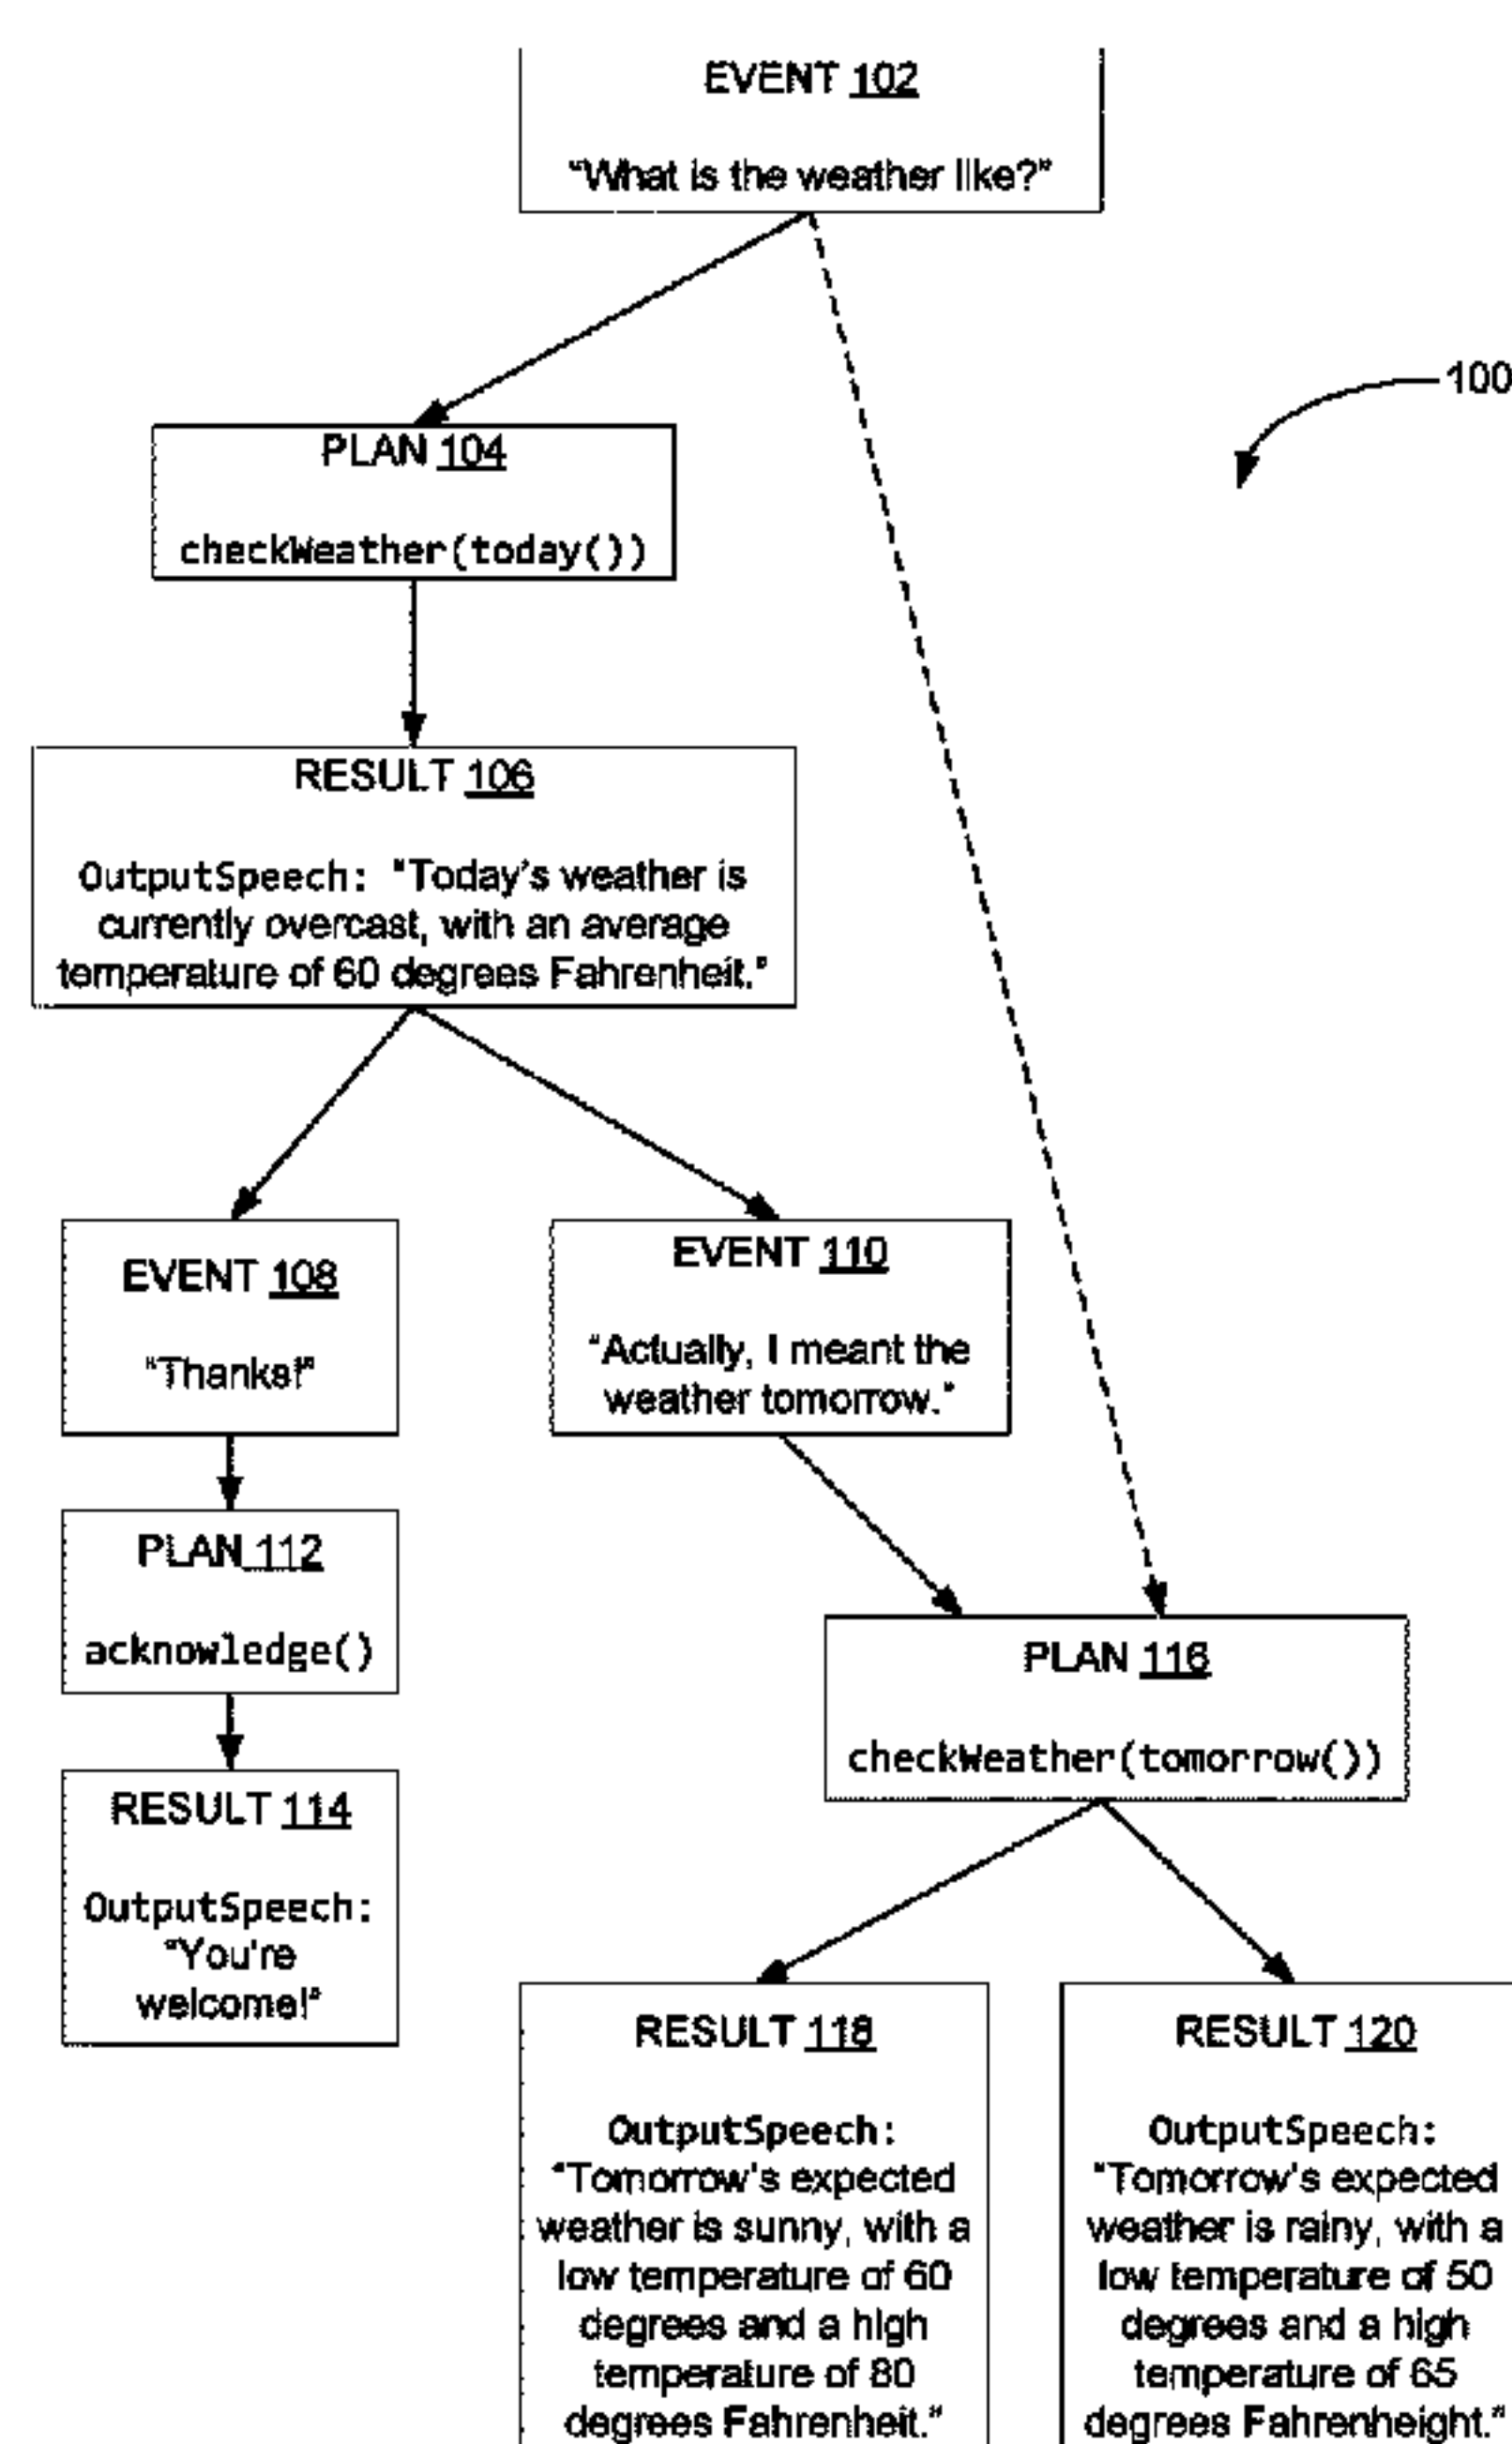 EVENT 102
“What is the weather like?”
100
PLAN 104
checkWeather(today())
RESULT 106
OutputSpeech: “Today’s weather is
currently overcast, with an average
temperature of 60 degrees Fahrenheit.”
EVENT 108
“Thanks!”
EVENT 110
“Actually, I meant the
weather tomorrow.”
PLAN 112
acknowledge()
PLAN 116
checkWeather(tomorrow())
RESULT 114
OutputSpeech:
“You’re
welcome!”
RESULT 118
OutputSpeech:
“Tomorrow’s expected
weather is sunny, with a
low temperature of 60
degrees and a high
temperature of 80
degrees Fahrenheit.”
RESULT 120
OutputSpeech:
“Tomorrow’s expected
weather is rainy, with a
low temperature of 50
degrees and a high
temperature of 65
degrees Fahrenheight.”